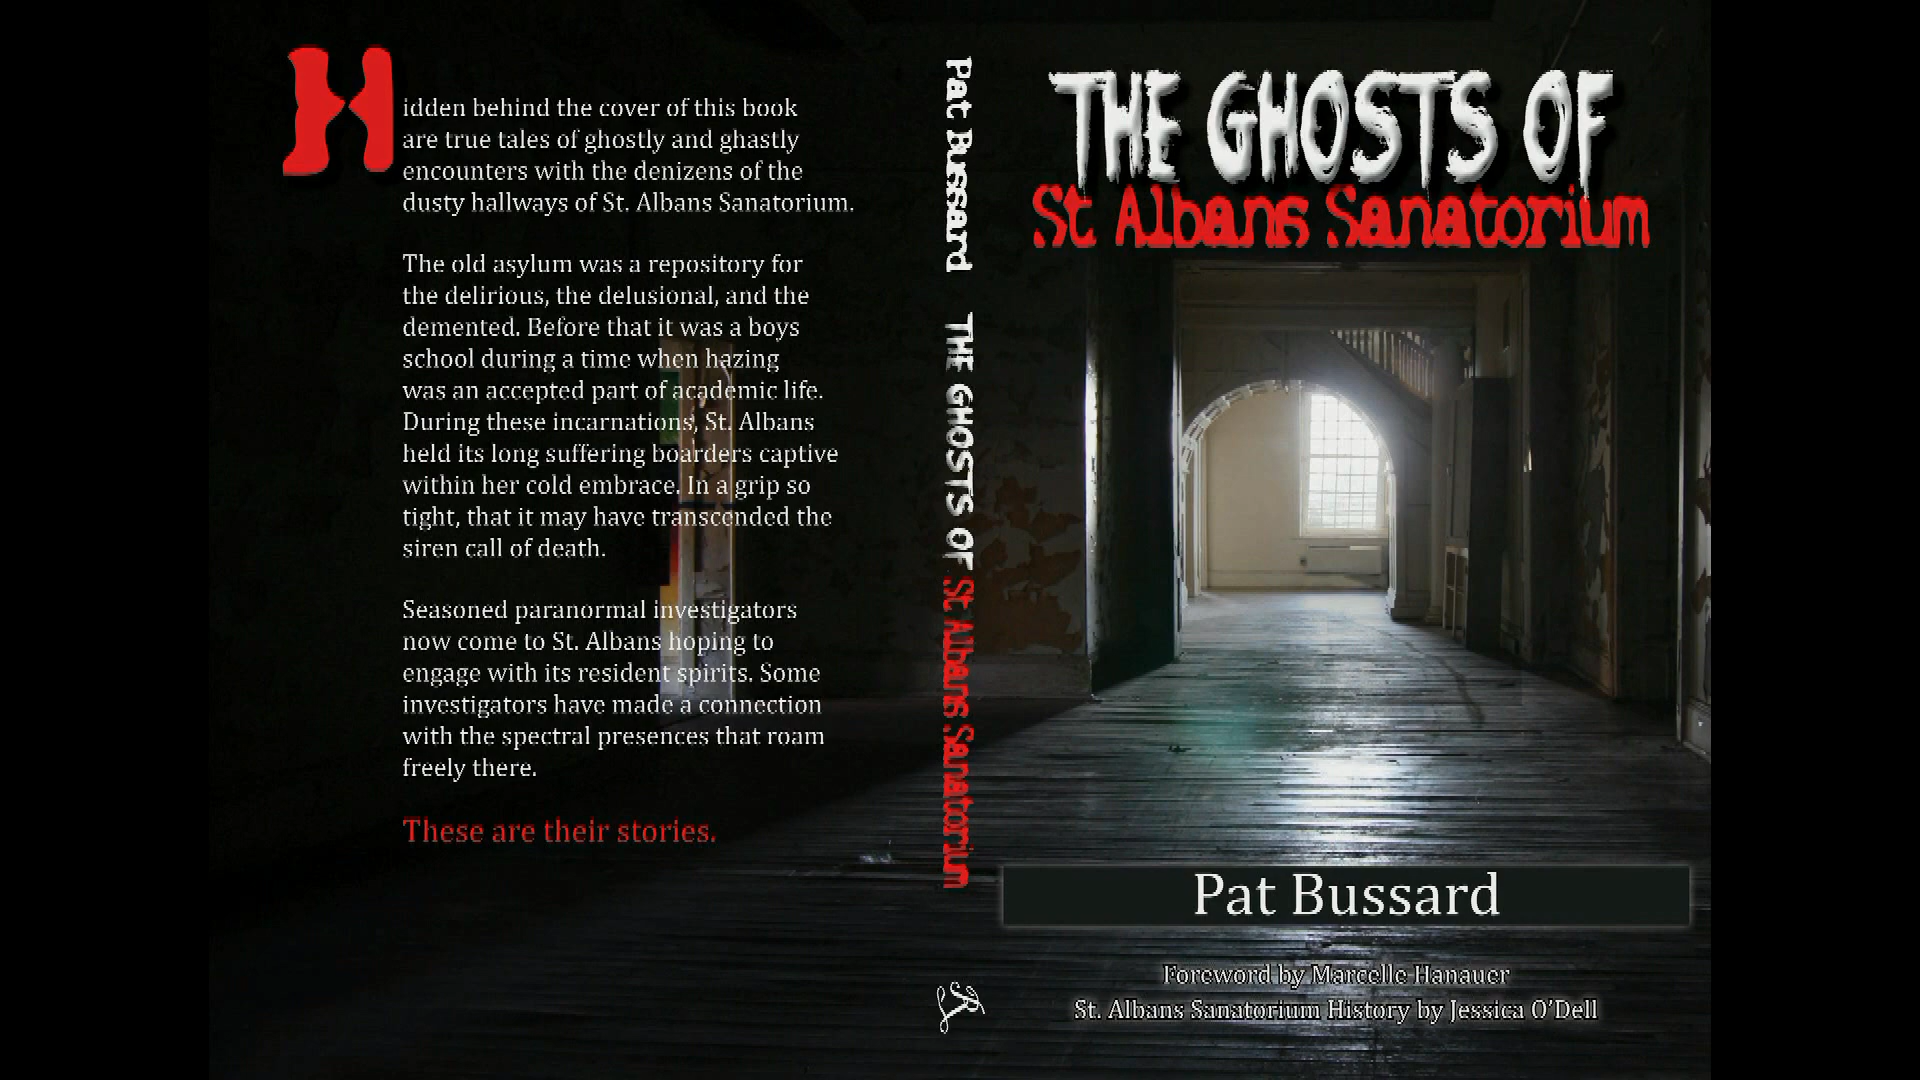 Hidden behind the cover of this book
are true tales of ghostly and ghastly
encounters with the denizens of the
dusty hallways of St. Albans Sanatorium.
The old asylum was a repository for
the delirious, the delusional, and the
demented. Before that it was a boys
school during a time when hazing
was an accepted part of academic life.
During these incarnations, St. Albans
held its long suffering boarders captive
within her cold embrace. In a grip so
tight, that it may have transcended the
siren call of death.
Seasoned paranormal investigators
now come to St. Albans hoping to
engage with its resident spirits. Some
investigators have made a connection
with the spectral presences that roam
freely there.
These are their stories.
Pat Bussard THE GHOSTS OF St Albans Sanatorium
THE GHOSTS OF
St Albans Sanatorium
Pat Bussard
Foreword by Marcelle Hanauer
St. Albans Sanatorium History by Jessica O'Dell